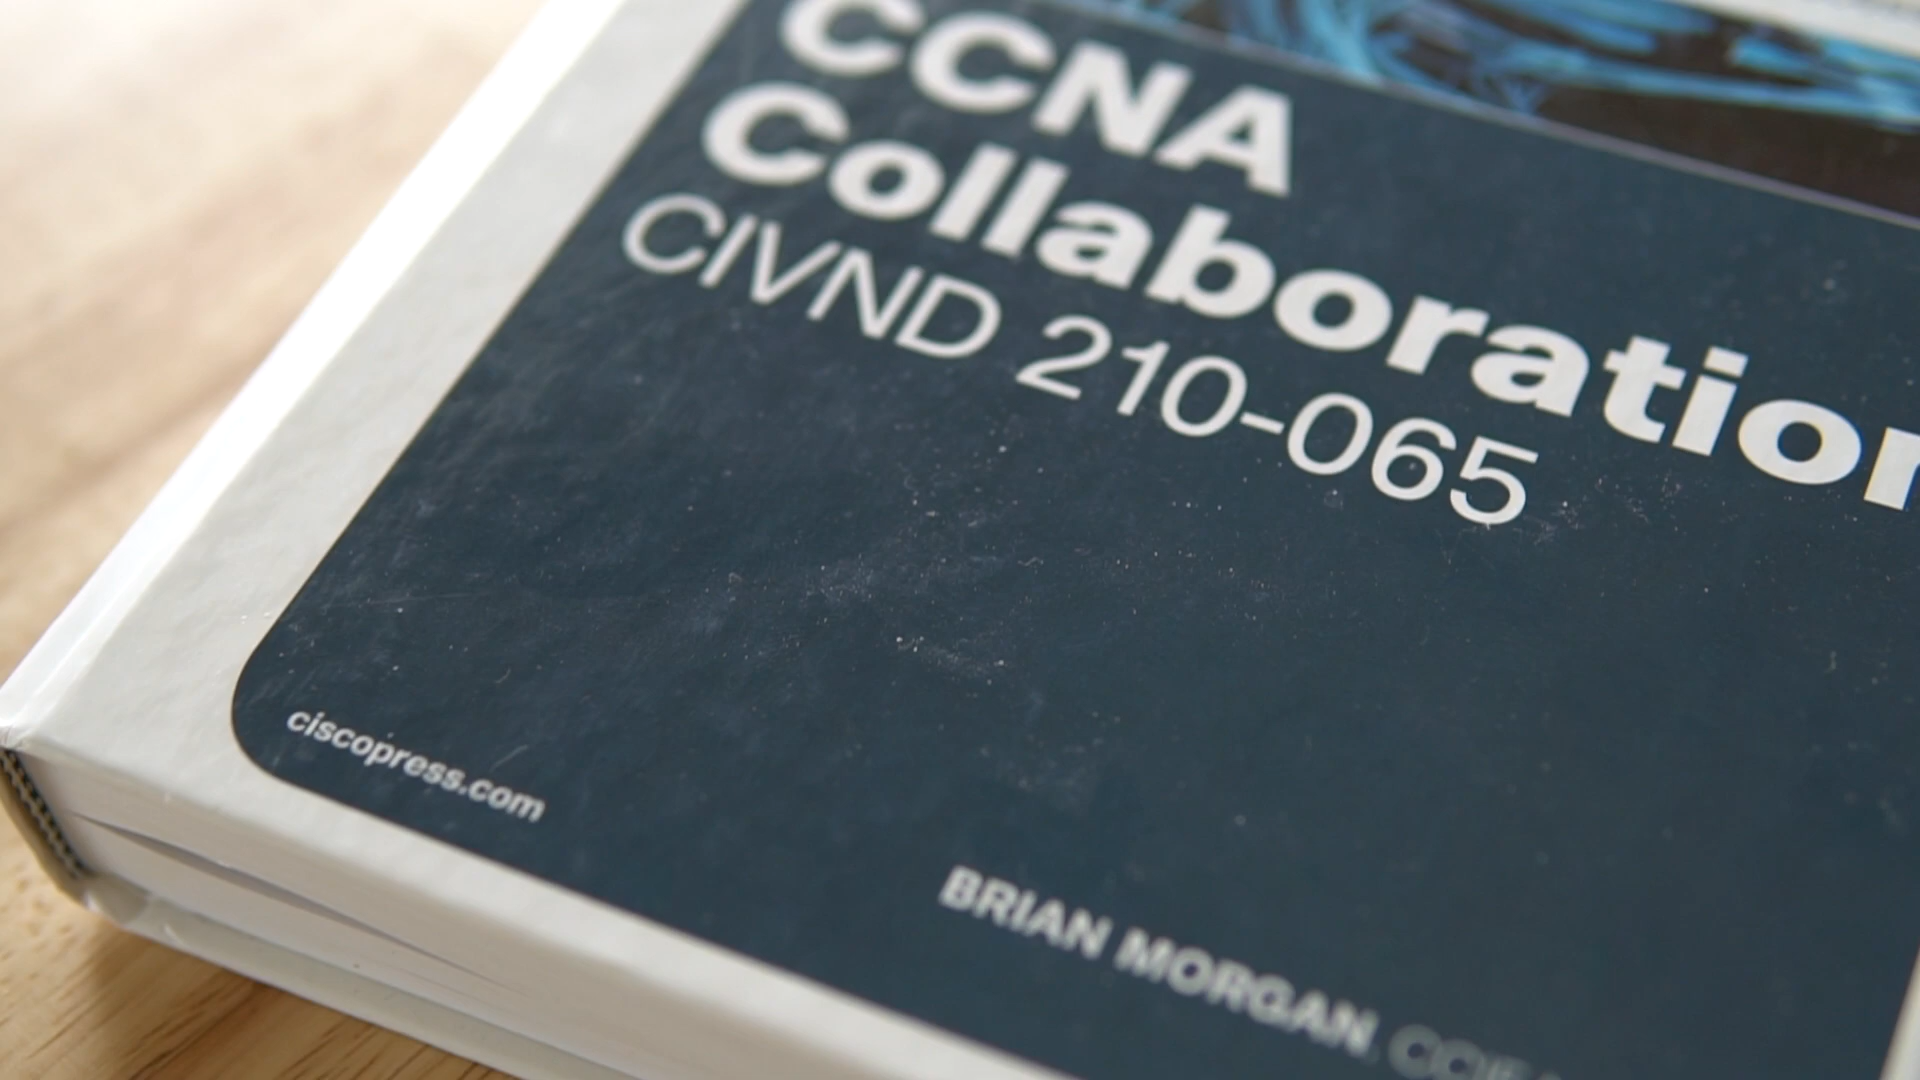 CCNA
Collaboration
CIVND 210-065
ciscopress.com
BRIAN MORGAN